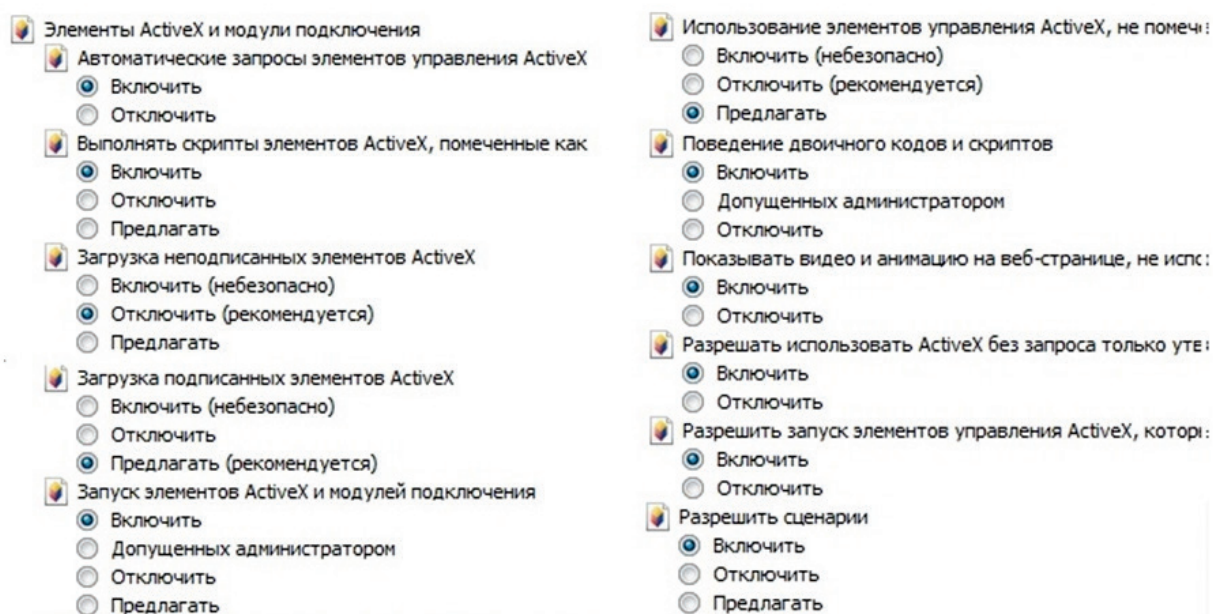 Элементы ActiveX и модули подключения
Автоматические запросы элементов управления ActiveX
Включить
Отключить
Выполнять скрипты элементов ActiveX, помеченные как
Включить
Отключить
Предлагать
Загрузка неподписанных элементов ActiveX
Включить (небезопасно)
Отключить (рекомендуется)
Предлагать
Загрузка подписанных элементов ActiveX
Включить (небезопасно)
Отключить
Предлагать (рекомендуется)
Запуск элементов ActiveX и модулей подключения
Включить
Допущенных администратором
Отключить
Предлагать
Использование элементов управления ActiveX, не
Включить (небезопасно)
Отключить (рекомендуется)
Предлагать
Поведение двоичного кодов и скриптов
Включить
Допущенных администратором
Отключить
Показывать видео и анимацию на веб-странице, не
Включить
Отключить
Разрешать использовать ActiveX без запроса только
Включить
Отключить
Разрешить запуск элементов управления ActiveX,
Включить
Отключить
Разрешить сценарии
Включить
Отключить
Предлагать